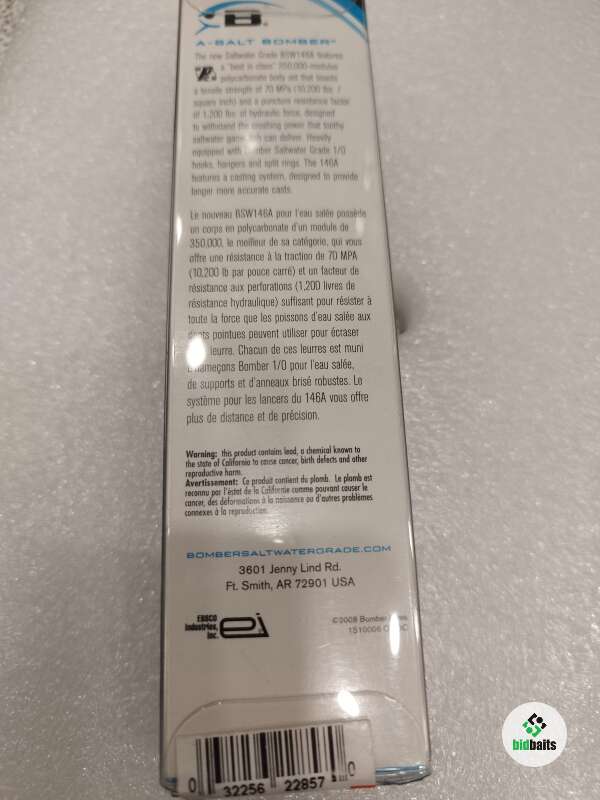 B.
A-SALT BOMBER™
The new Saltwater Grade BSW146A features
a "best in class" 350,000-modulus
polycarbonate body set that boasts
a tensile strength of 70 MPa (10,200 lbs. /
square inch) and a puncture resistance factor
of 1,200 lbs. of hydraulic force, designed
to withstand the crushing power that toothy
saltwater game fish can deliver. Heavily
equipped with Bomber Saltwater Grade 1/0
hooks, hangers and split rings. The 146A
features a casting system, designed to provide
longer more accurate casts.
Le nouveau BSW146A pour l'eau salée possède
un corps en polycarbonate d'un module de
350,000, le meilleur de sa catégorie, qui vous
offre une résistance à la traction de 70 MPA
(10,200 lb par pouce carré) et un facteur de
résistance aux perforations (1,200 livres de
résistance hydraulique) suffisant pour résister à
toute la force que les poissons d'eau salée aux
dents pointues peuvent utiliser pour écraser
leurre. Chacun de ces leurres est muni
d'hameçons Bomber 1/0 pour l'eau salée,
de supports et d'anneaux brisé robustes. Le
système pour les lancers du 146A vous offre
plus de distance et de précision.
Warning: this product contains lead, a chemical known to
the state of California to cause cancer, birth defects and other
reproductive harm.
Avertissement: Ce produit contient du plomb. Le plomb est
reconnu par l'état de la Californie comme pouvant causer le
cancer, des déformations à la naissance ou d'autres problèmes
connexes à la reproduction.
BOMBERSALTWATERGRADE.COM
3601 Jenny Lind Rd.
Ft. Smith, AR 72901 USA
EBSCO
Industries,
Inc.
ei
©2008 Bomber
1510006
0 32256 22857 0
bidbaits